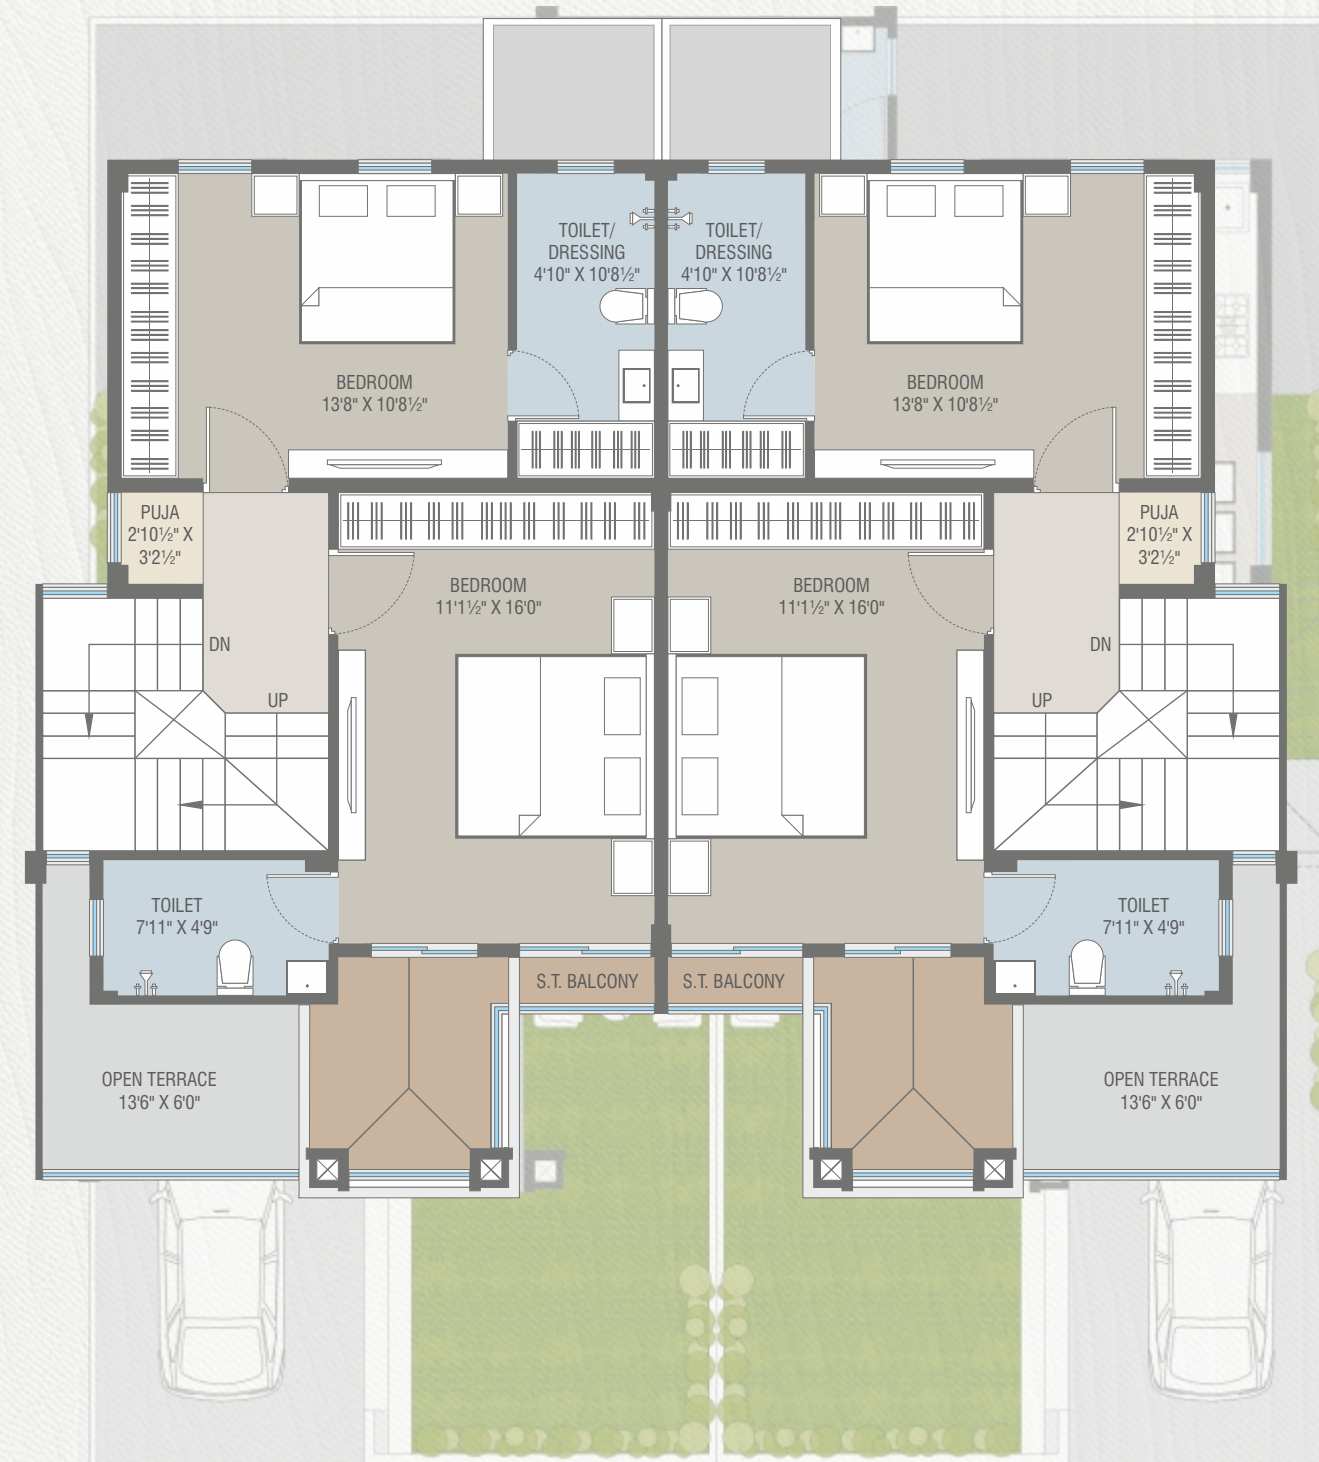 TOILET/
DRESSING
4'10" X 10'8½"
TOILET/
DRESSING
4'10" X 10'8½"
BEDROOM
13'8" X 10'8½"
BEDROOM
13'8" X 10'8½"
PUJA
2'10½" X
3'2½"
PUJA
2'10½" X
3'2½"
BEDROOM
11'1½" X 16'0"
BEDROOM
11'1½" X 16'0"
DN
DN
UP
UP
TOILET
7'11" X 4'9"
TOILET
7'11" X 4'9"
S.T. BALCONY
S.T. BALCONY
OPEN TERRACE
13'6" X 6'0"
OPEN TERRACE
13'6" X 6'0"